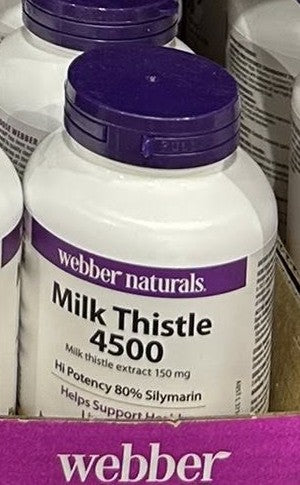 webber naturals.
Milk Thistle
4500
Milk thistle extract 150 mg
Hi Potency 80% Silymarin
Helps Support
webber